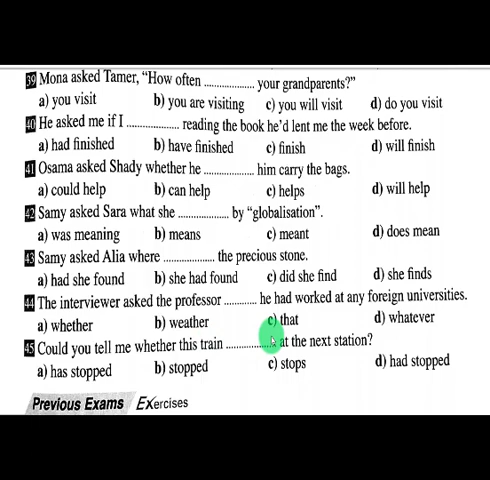 39 Mona asked Tamer, “How often .................. your grandparents?”
a) you visit b) you are visiting c) you will visit d) do you visit
40 He asked me if I .................. reading the book he’d lent me the week before.
a) had finished b) have finished c) finish d) will finish
41 Osama asked Shady whether he .................. him carry the bags.
a) could help b) can help c) helps d) will help
42 Samy asked Sara what she .................. by “globalisation”.
a) was meaning b) means c) meant d) does mean
43 Samy asked Alia where .................. the precious stone.
a) had she found b) she had found c) did she find d) she finds
44 The interviewer asked the professor ............ he had worked at any foreign universities.
a) whether b) weather c) that d) whatever
45 Could you tell me whether this train .................. at the next station?
a) has stopped b) stopped c) stops d) had stopped
Previous Exams Exercises